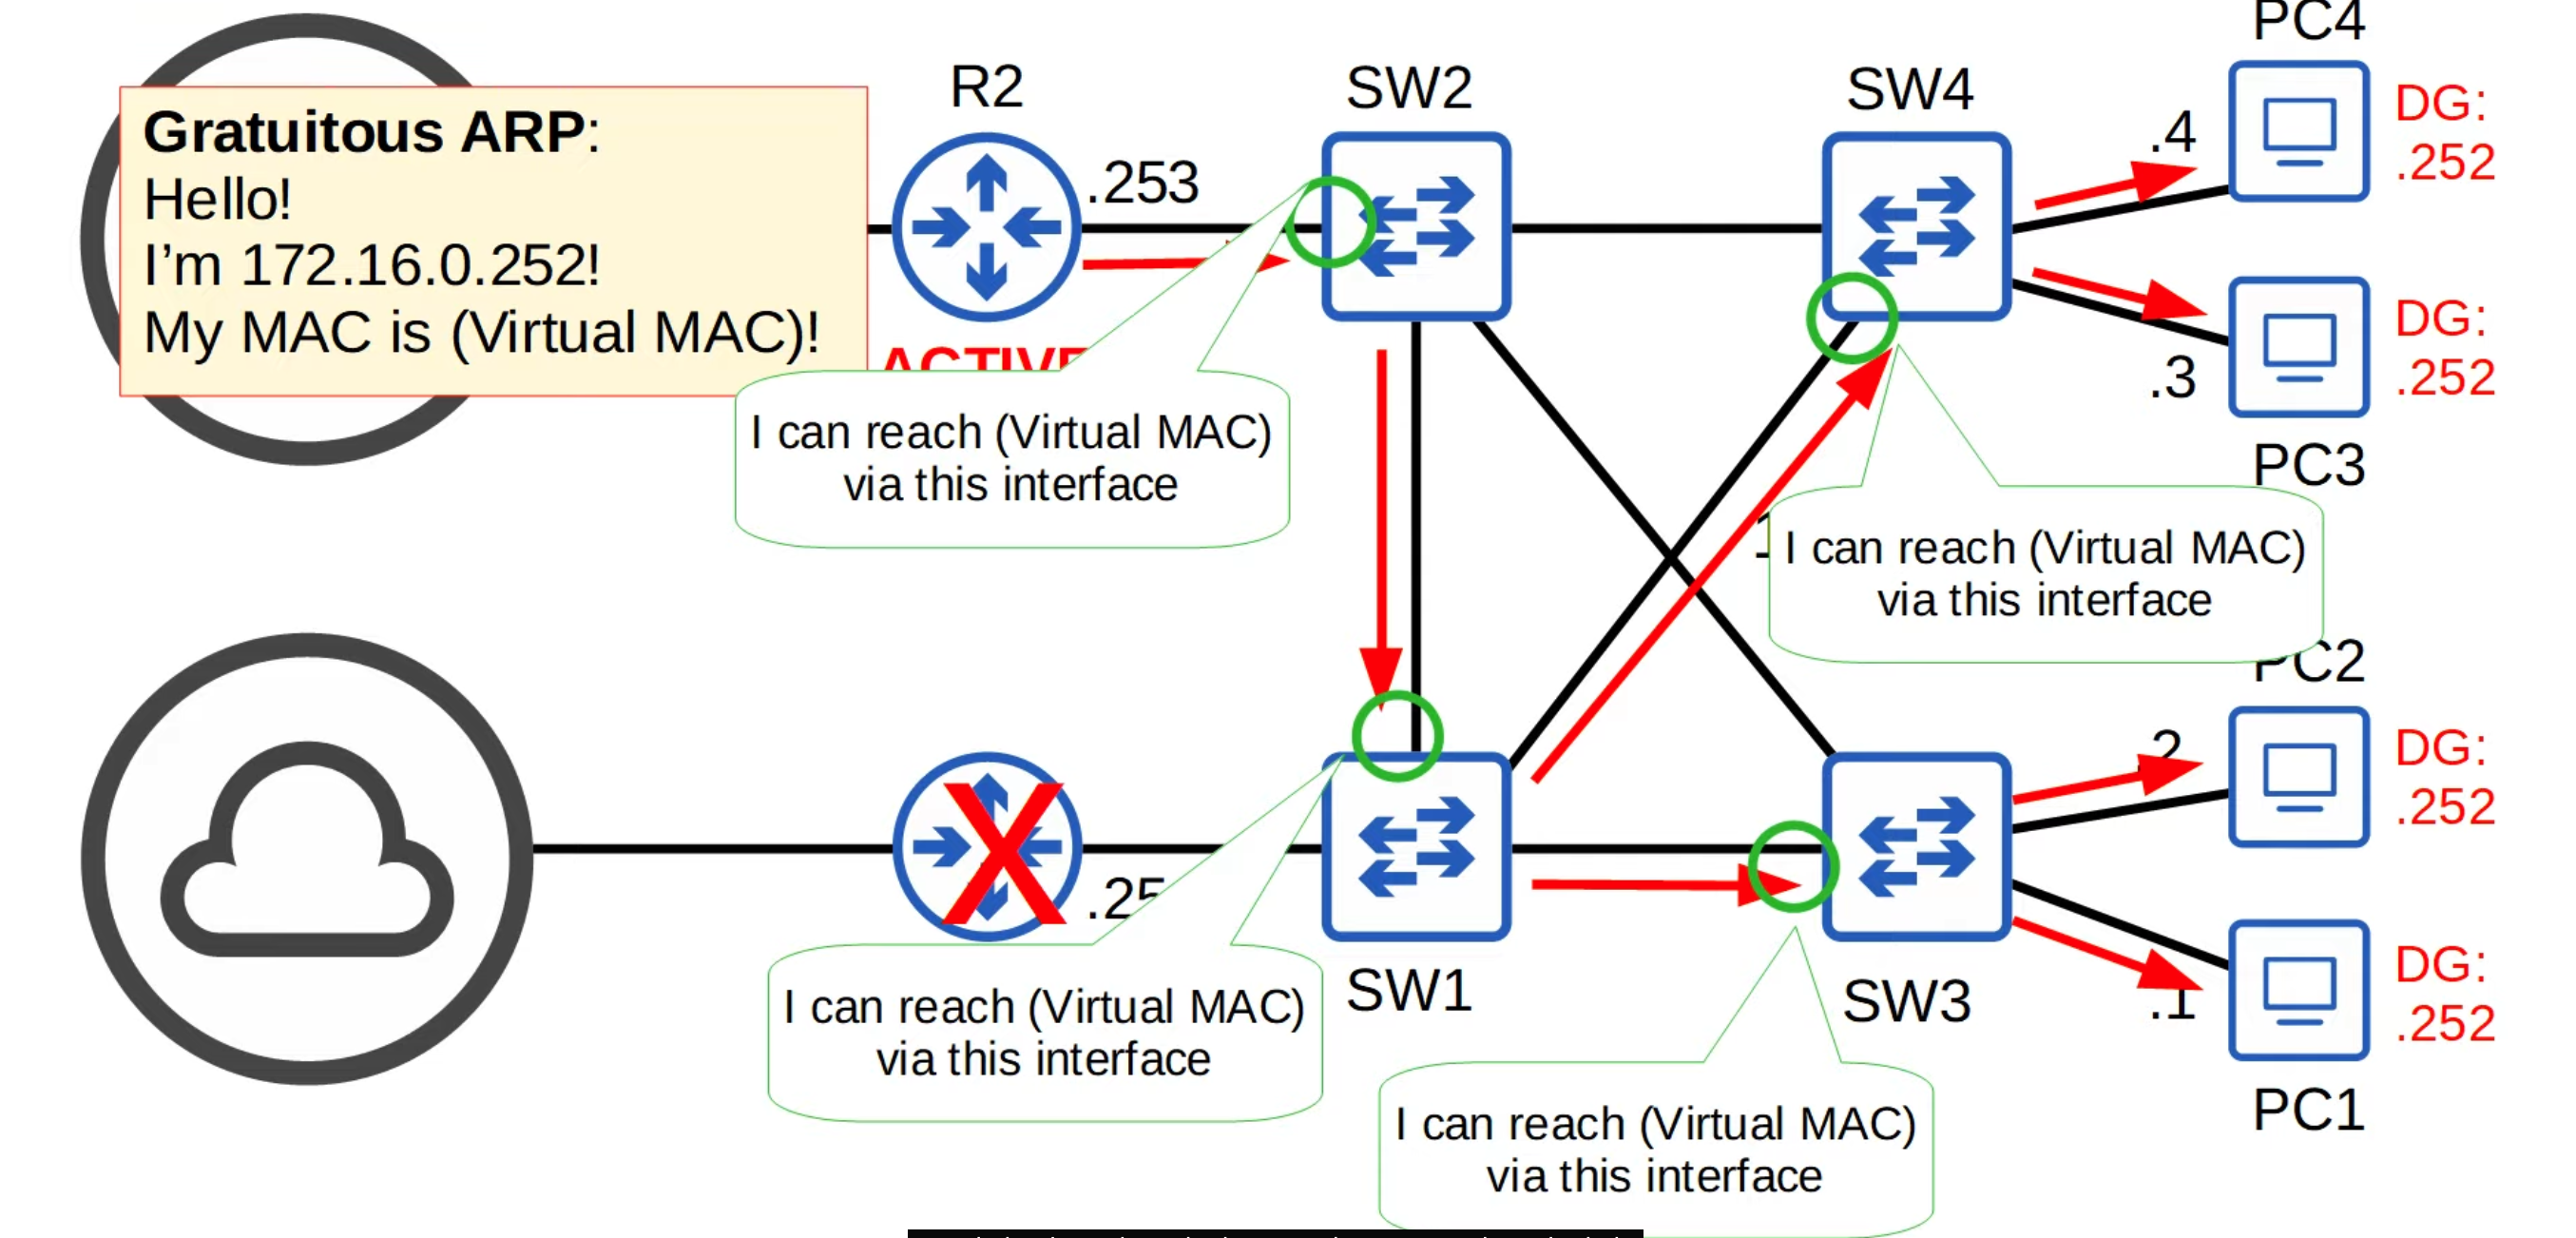 PC4
R2
SW2
SW4
DG:
.252
Gratuitous ARP:
Hello!
I’m 172.16.0.252!
My MAC is (Virtual MAC)!
.253
.4
ACTIVE
DG:
.252
.3
PC3
I can reach (Virtual MAC)
via this interface
I can reach (Virtual MAC)
via this interface
PC2
.2
DG:
.252
X
.25
SW1
SW3
.1
DG:
.252
I can reach (Virtual MAC)
via this interface
PC1
I can reach (Virtual MAC)
via this interface